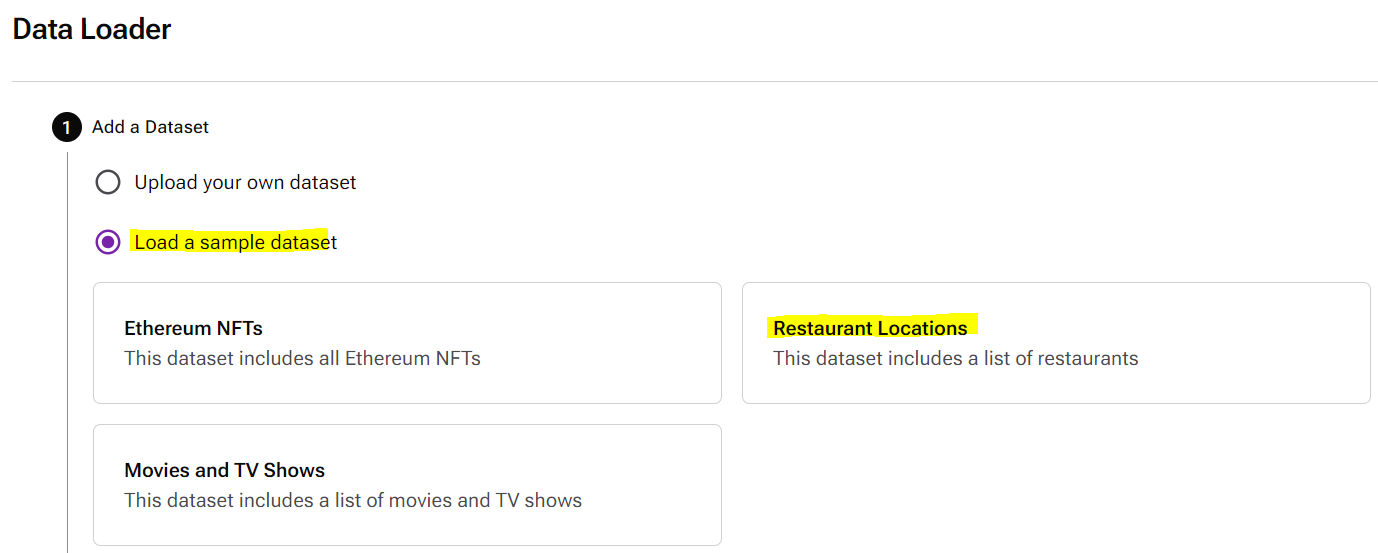 Data Loader
1 Add a Dataset
Upload your own dataset
Load a sample dataset
Ethereum NFTs
This dataset includes all Ethereum NFTs
Restaurant Locations
This dataset includes a list of restaurants
Movies and TV Shows
This dataset includes a list of movies and TV shows